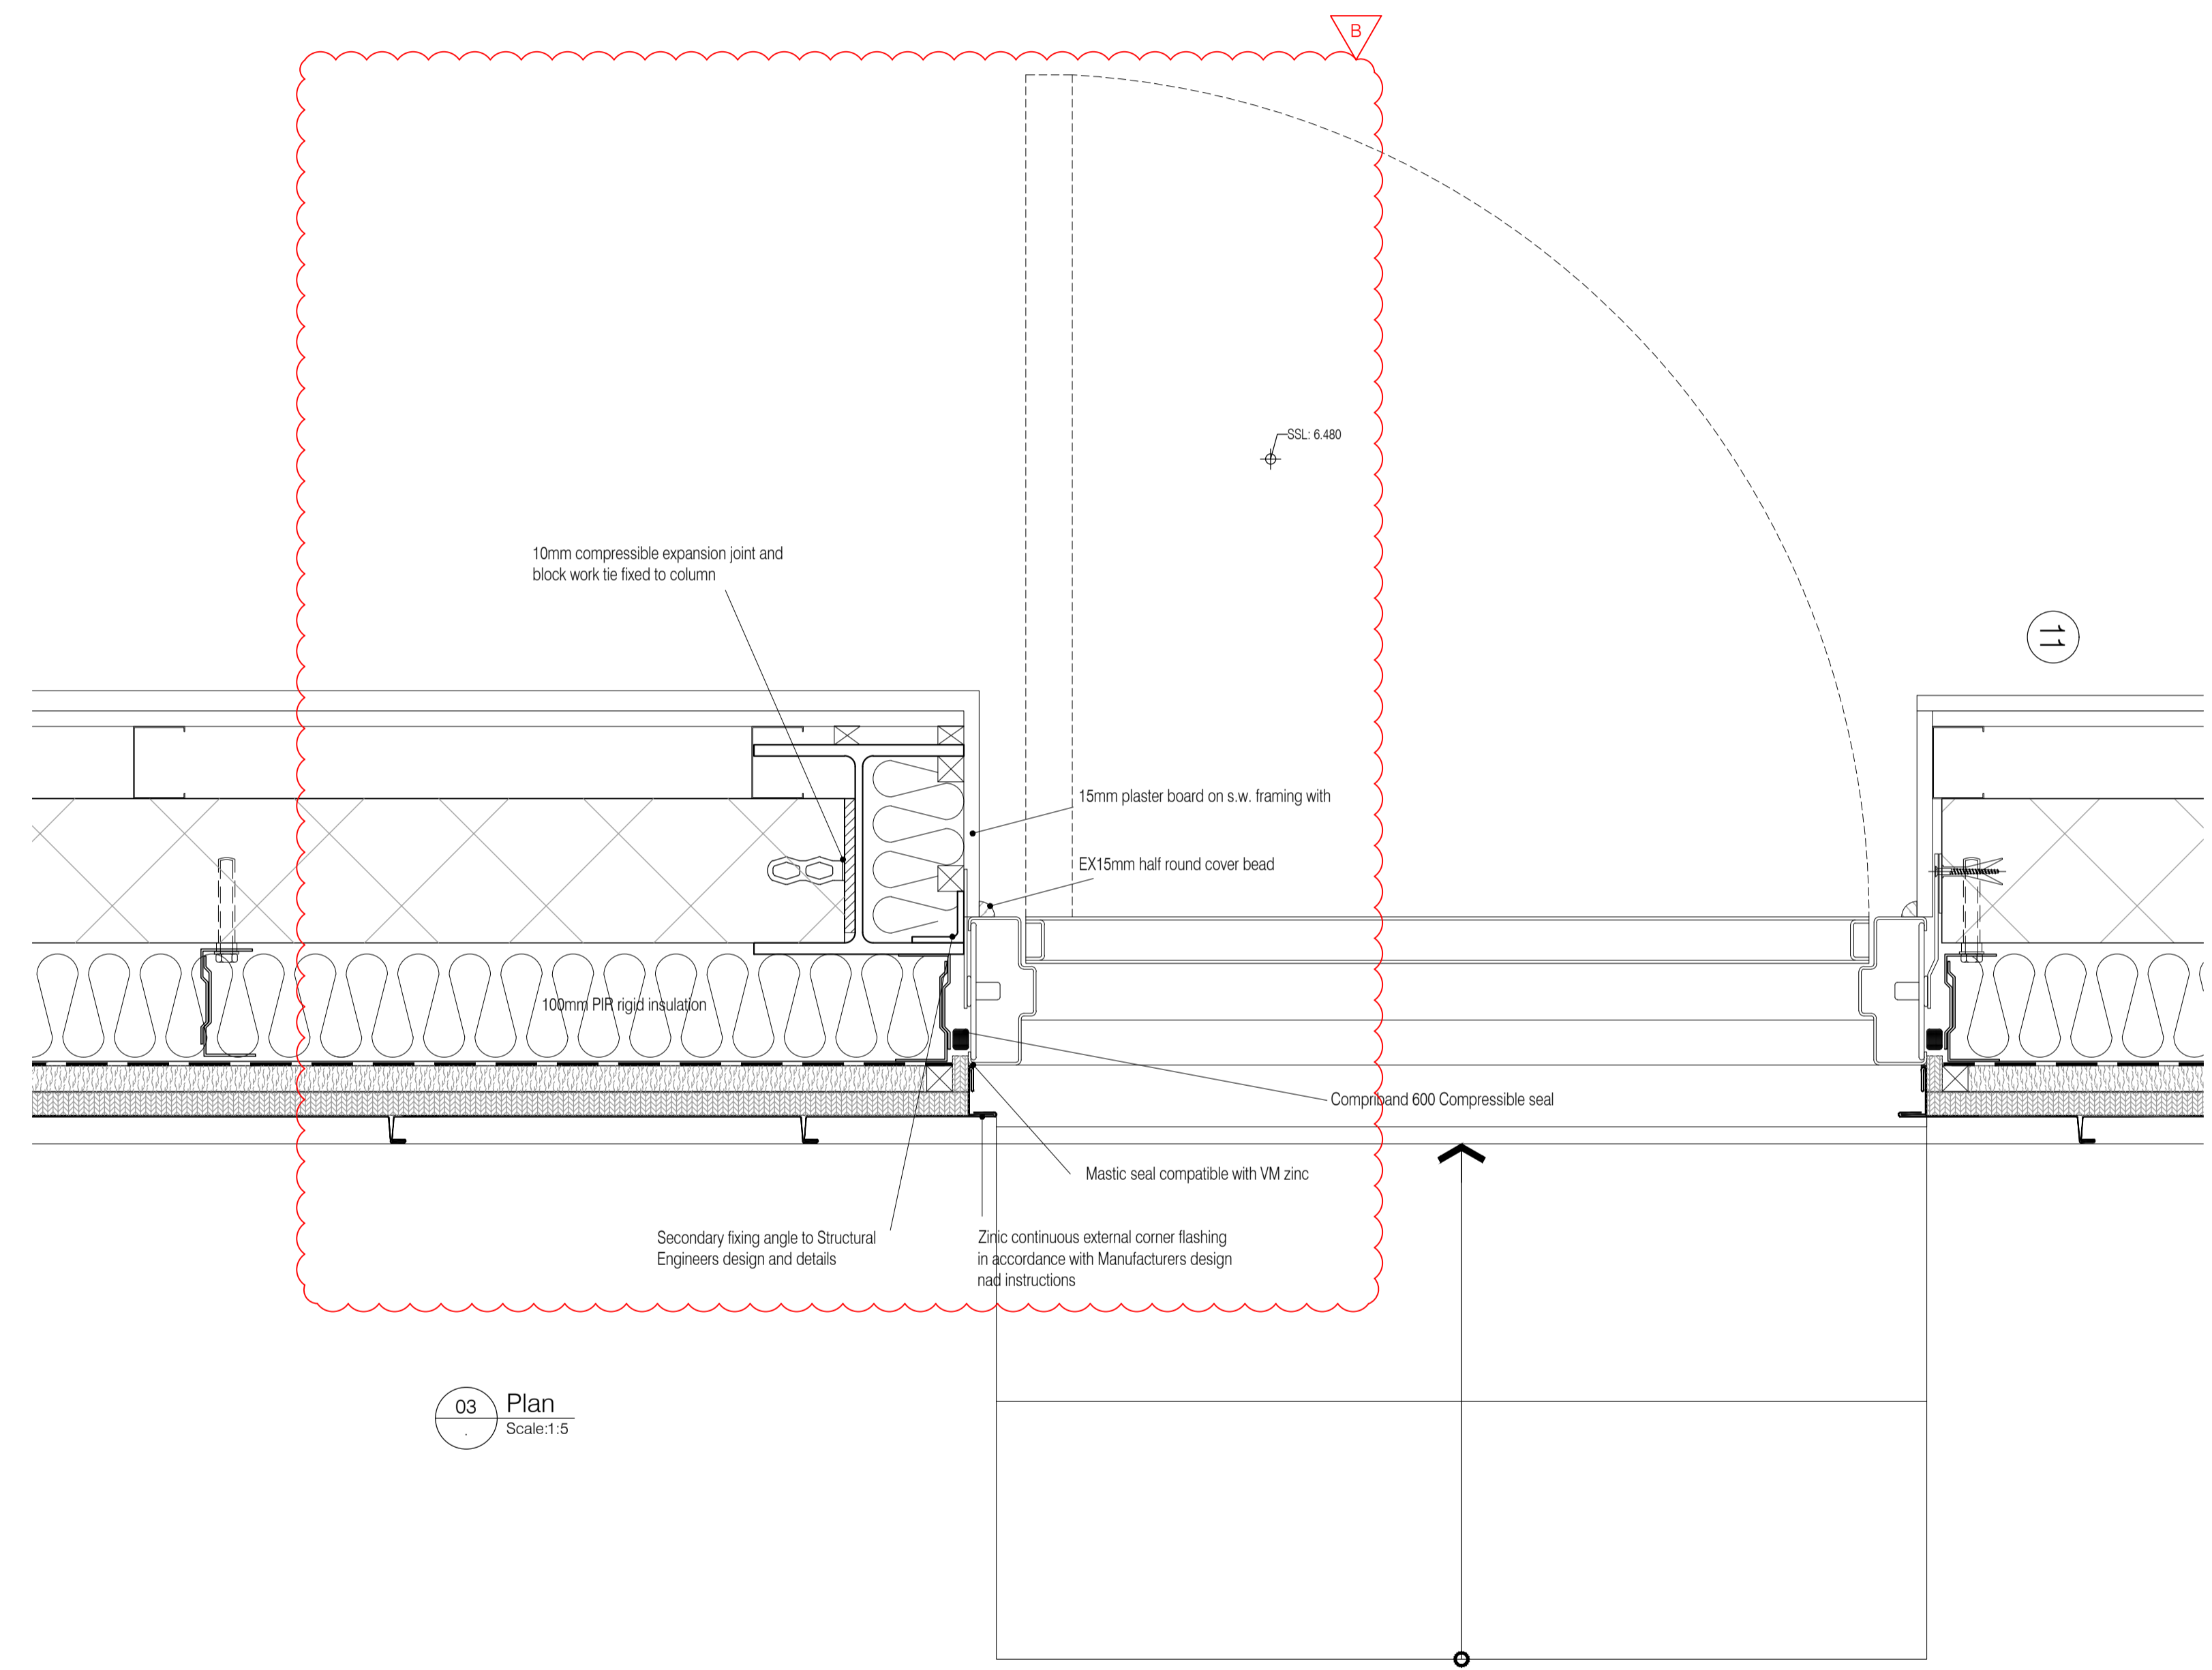 B
SSL: 6.480
10mm compressible expansion joint and
block work tie fixed to column
11
15mm plaster board on s.w. framing with
EX15mm half round cover bead
100mm PIR rigid insulation
Compriband 600 Compressible seal
Mastic seal compatible with VM zinc
Secondary fixing angle to Structural
Engineers design and details
Zinic continuous external corner flashing
in accordance with Manufacturers design
nad instructions
03
.
Plan
Scale:1:5